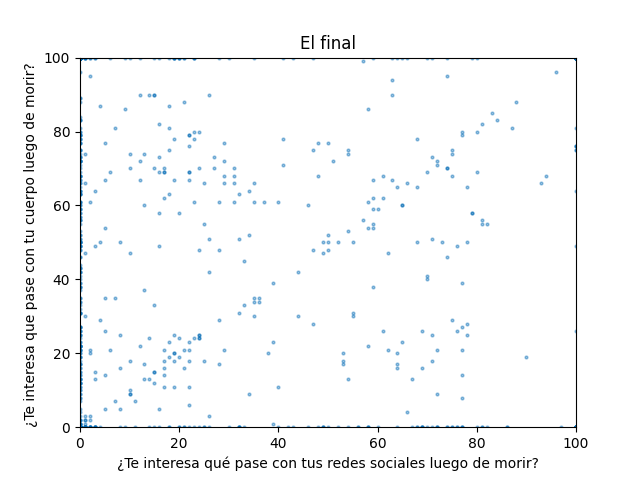 El final
¿Te interesa que pase con tu cuerpo luego de morir?
100
80
60
40
20
0
0 20 40 60 80 100
¿Te interesa qué pase con tus redes sociales luego de morir?